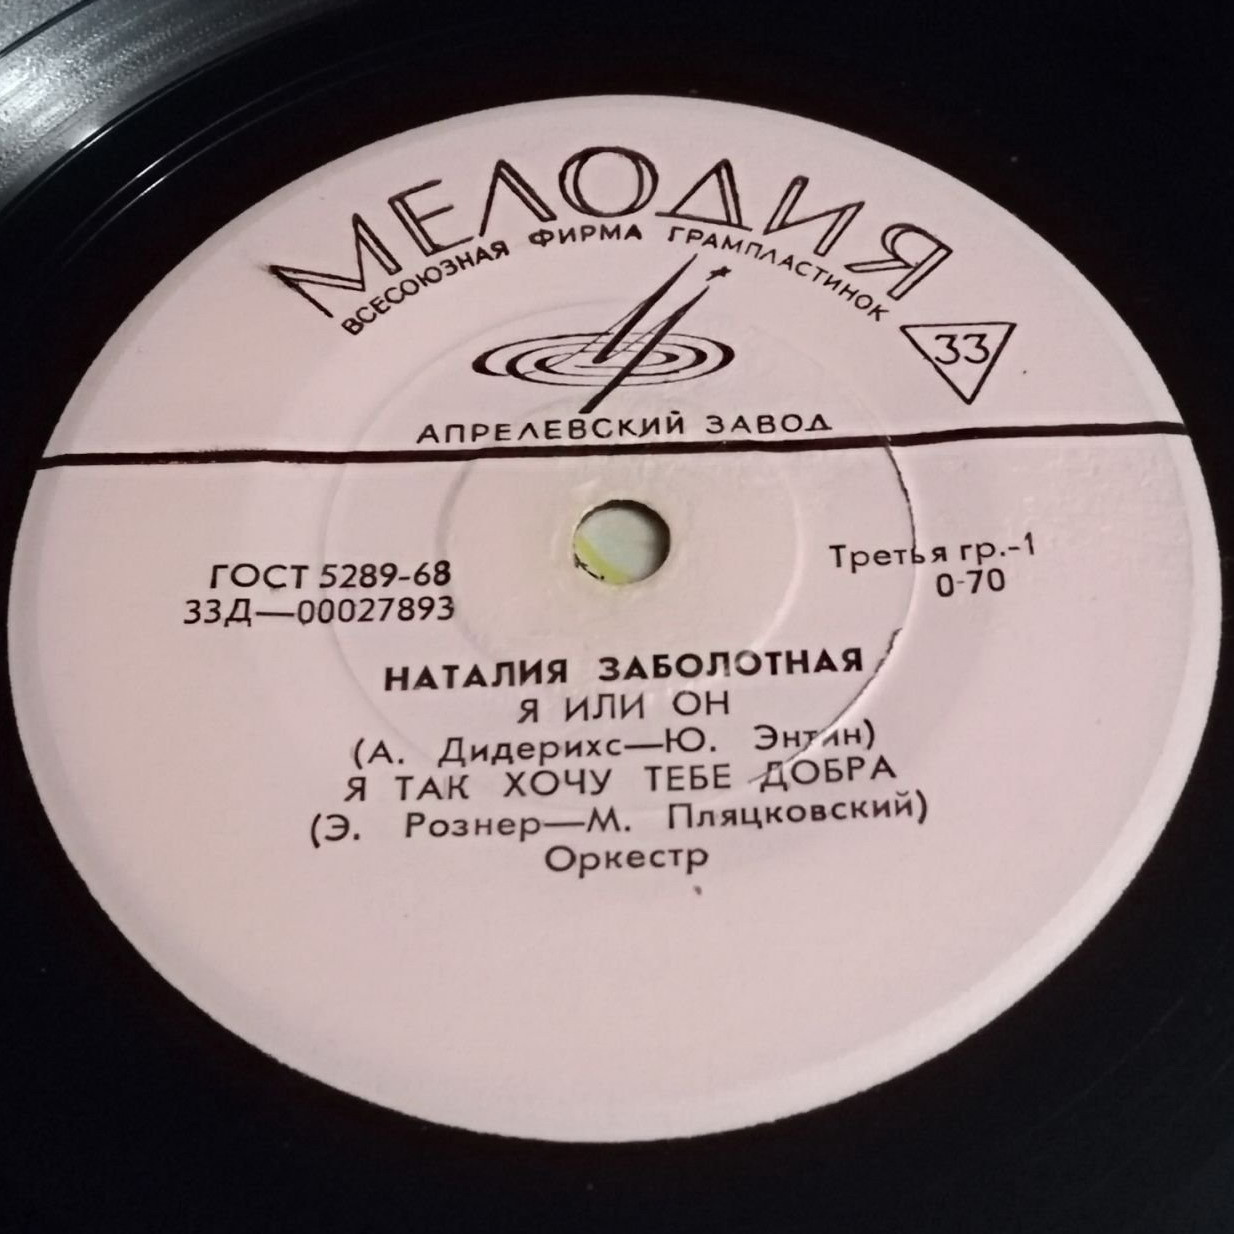 МЕЛОДИЯ
ВСЕСОЮЗНАЯ ФИРМА ГРАМПЛАСТИНОК
33
АПРЕЛЕВСКИЙ ЗАВОД
ГОСТ 5289-68
33Д—00027893
Третья гр.-1
0-70
НАТАЛИЯ ЗАБОЛОТНАЯ
Я ИЛИ ОН
(А. Дидерихс—Ю. Энтин)
Я ТАК ХОЧУ ТЕБЕ ДОБРА
(Э. Рознер—М. Пляцковский)
Оркестр